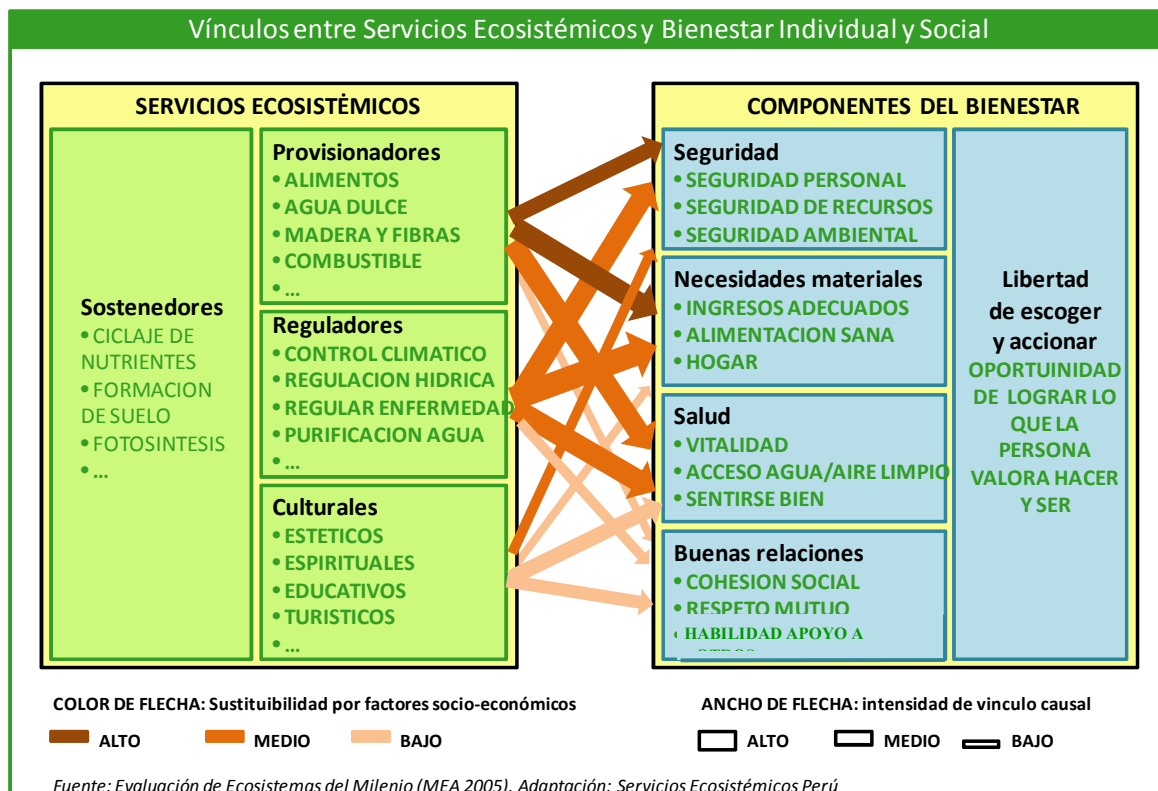 Vínculos entre Servicios Ecosistémicos y Bienestar Individual y Social
SERVICIOS ECOSISTÉMICOS
Sostenedores
• CICLAJE DE
NUTRIENTES
• FORMACION
DE SUELO
• FOTOSINTESIS
• ...
Provisionadores
• ALIMENTOS
• AGUA DULCE
• MADERA Y FIBRAS
• COMBUSTIBLE
• ...
Reguladores
• CONTROL CLIMATICO
• REGULACION HIDRICA
• REGULAR ENFERMEDAD
• PURIFICACION AGUA
• ...
Culturales
• ESTETICOS
• ESPIRITUALES
• EDUCATIVOS
• TURISTICOS
• ...
COMPONENTES DEL BIENESTAR
Seguridad
• SEGURIDAD PERSONAL
• SEGURIDAD DE RECURSOS
• SEGURIDAD AMBIENTAL
Necesidades materiales
• INGRESOS ADECUADOS
• ALIMENTACION SANA
• HOGAR
Salud
• VITALIDAD
• ACCESO AGUA/AIRE LIMPIO
• SENTIRSE BIEN
Buenas relaciones
• COHESION SOCIAL
• RESPETO MUTUO
• HABILIDAD APOYO A
Libertad
de escoger
y accionar
OPORTUINIDAD
DE LOGRAR LO
QUE LA
PERSONA
VALORA HACER
Y SER
COLOR DE FLECHA: Sustituibilidad por factores socio-económicos
ALTO MEDIO BAJO
ANCHO DE FLECHA: intensidad de vinculo causal
ALTO MEDIO BAJO
Fuente: Evaluación de Ecosistemas del Milenio (MEA 2005). Adaptación: Servicios Ecosistémicos Perú